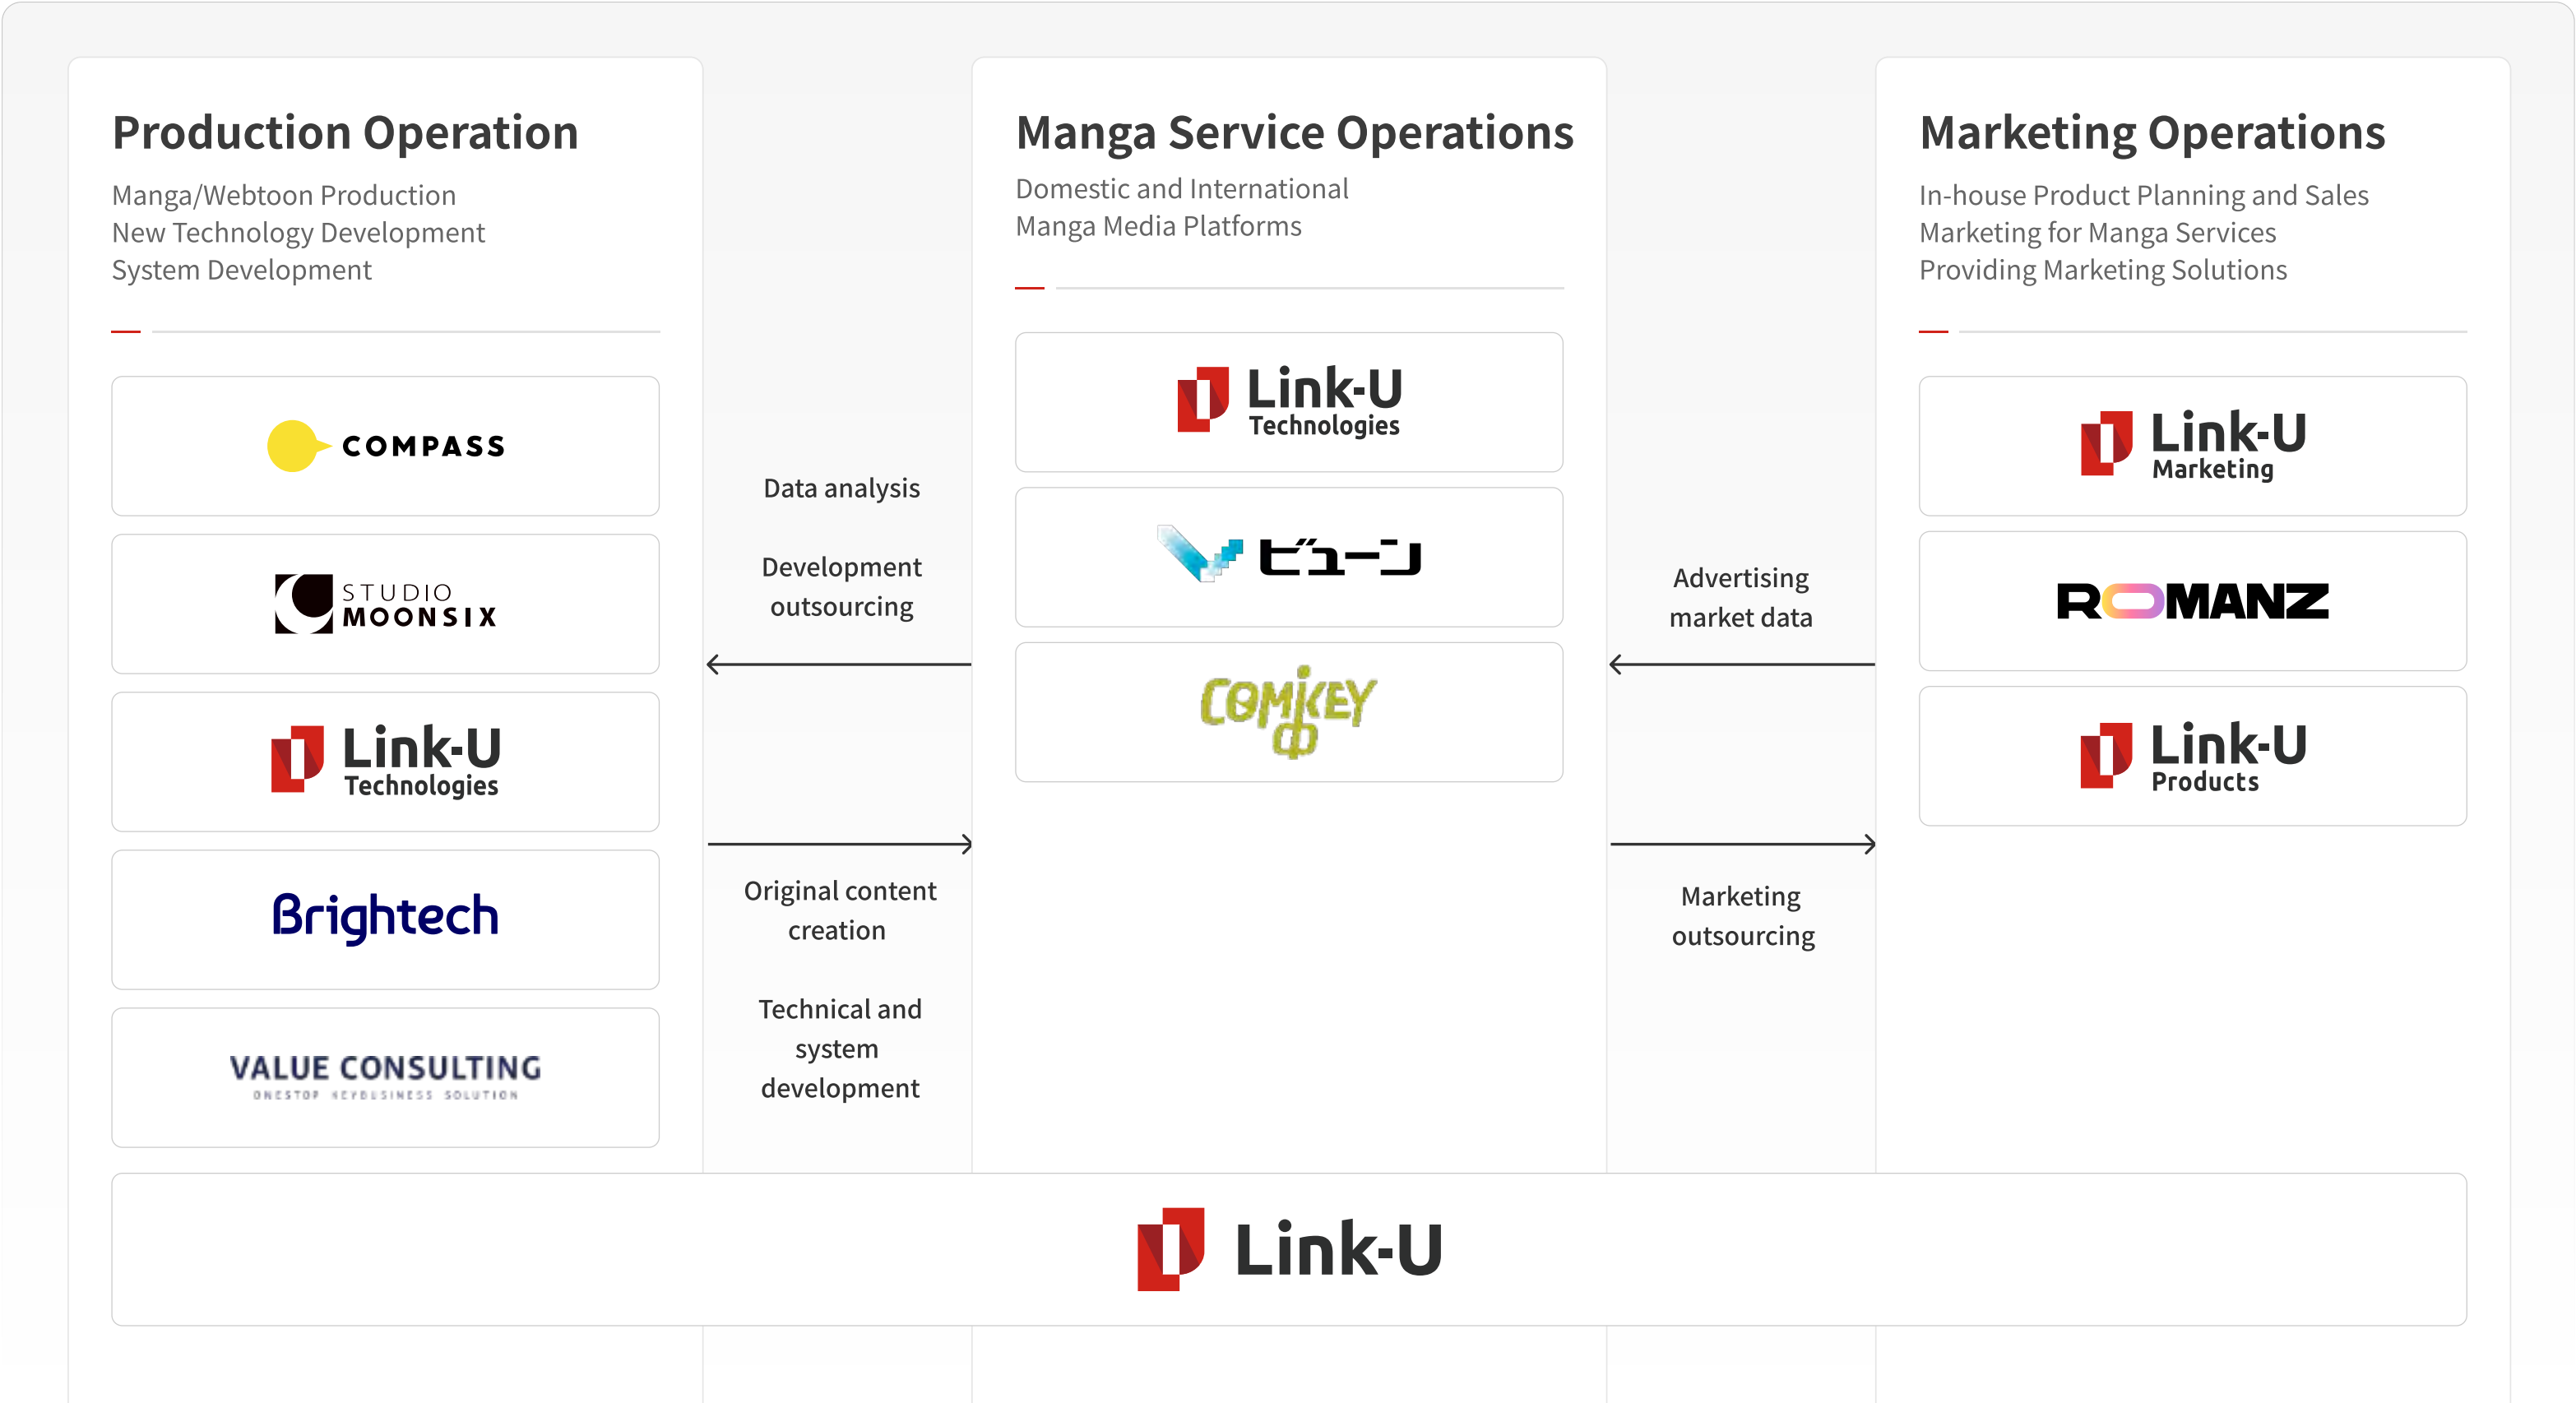 Production Operation
Manga/Webtoon Production
New Technology Development
System Development
COMPASS
STUDIO
MOONSIX
Link-U
Technologies
Brightech
VALUE CONSULTING
ONESTOP KEYBUSINESS SOLUTION
Data analysis
Development
outsourcing
Original content
creation
Technical and
system
development
Manga Service Operations
Domestic and International
Manga Media Platforms
Link-U
Technologies
ビューン
COMIKEY
Advertising
market data
Marketing
outsourcing
Marketing Operations
In-house Product Planning and Sales
Marketing for Manga Services
Providing Marketing Solutions
Link-U
Marketing
ROMANZ
Link-U
Products
Link-U